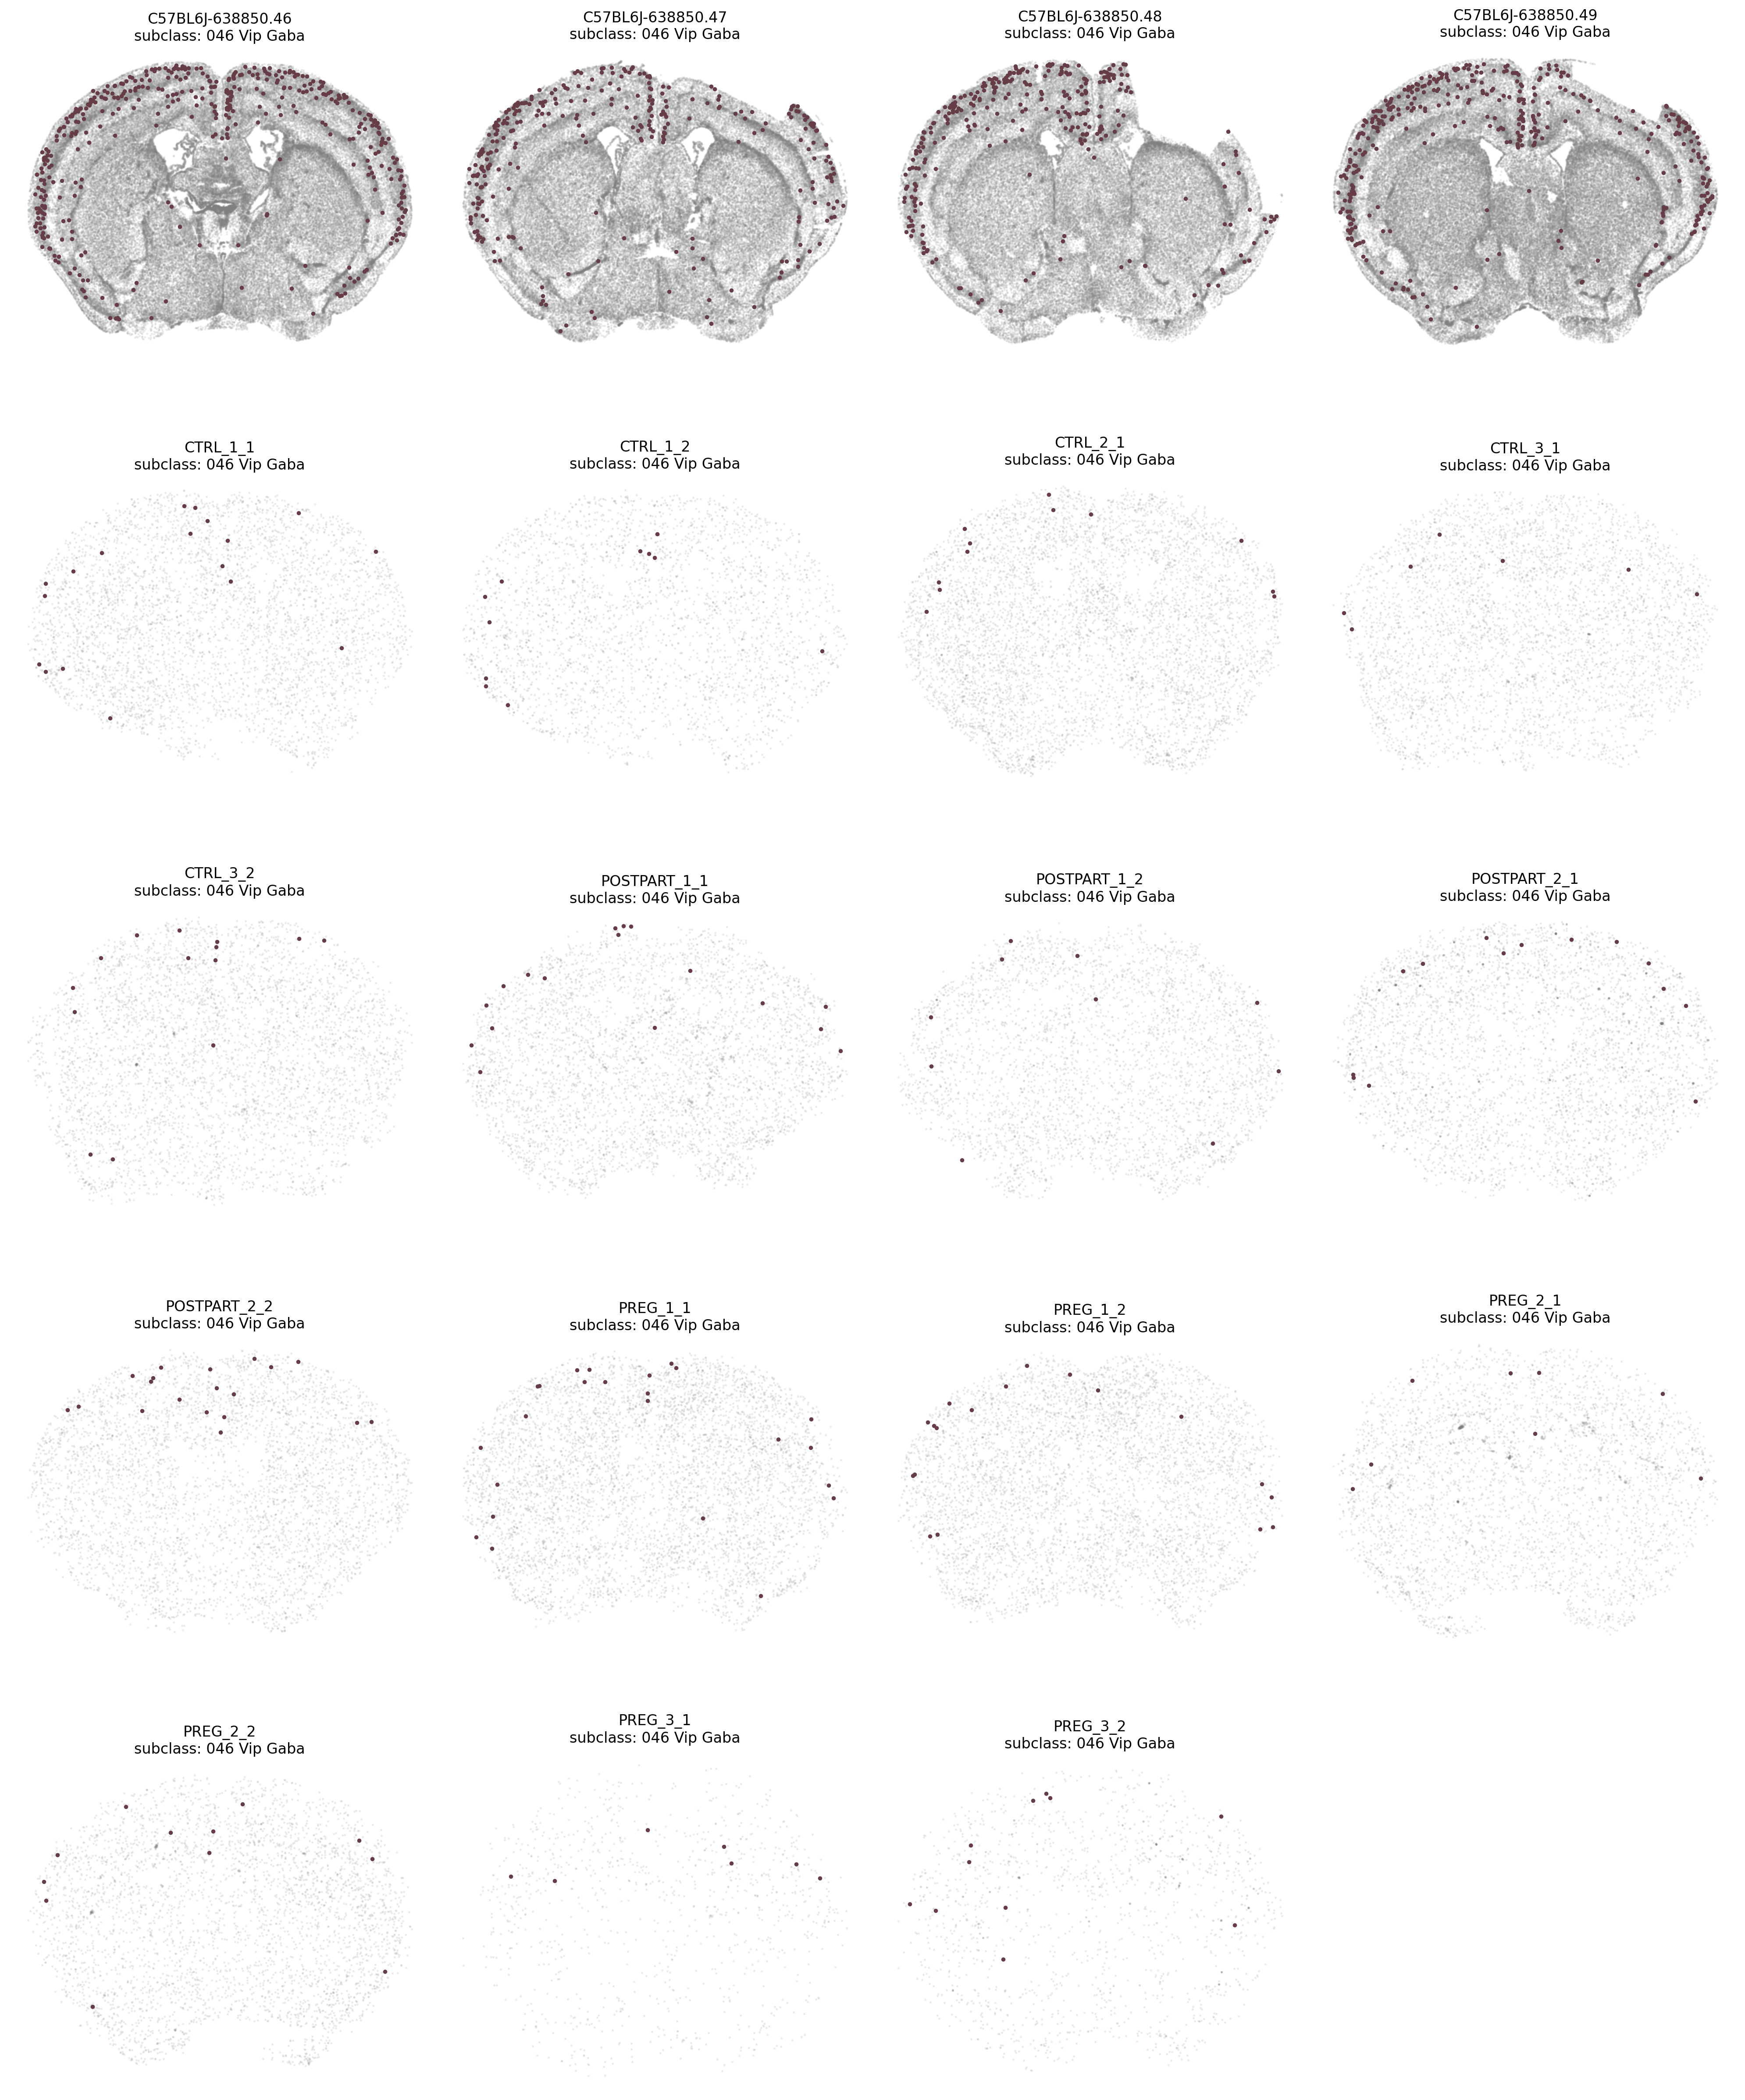 C57BL6J-638850.46
subclass: 046 Vip Gaba
C57BL6J-638850.47
subclass: 046 Vip Gaba
C57BL6J-638850.48
subclass: 046 Vip Gaba
C57BL6J-638850.49
subclass: 046 Vip Gaba
CTRL_1_1
subclass: 046 Vip Gaba
CTRL_1_2
subclass: 046 Vip Gaba
CTRL_2_1
subclass: 046 Vip Gaba
CTRL_3_1
subclass: 046 Vip Gaba
CTRL_3_2
subclass: 046 Vip Gaba
POSTPART_1_1
subclass: 046 Vip Gaba
POSTPART_1_2
subclass: 046 Vip Gaba
POSTPART_2_1
subclass: 046 Vip Gaba
POSTPART_2_2
subclass: 046 Vip Gaba
PREG_1_1
subclass: 046 Vip Gaba
PREG_1_2
subclass: 046 Vip Gaba
PREG_2_1
subclass: 046 Vip Gaba
PREG_2_2
subclass: 046 Vip Gaba
PREG_3_1
subclass: 046 Vip Gaba
PREG_3_2
subclass: 046 Vip Gaba